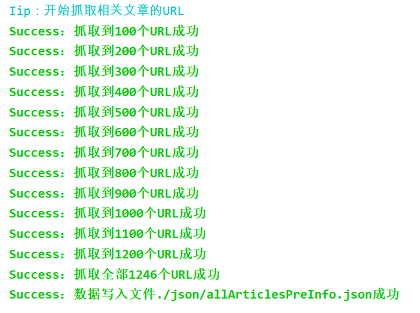 Iip：开始抓取相关文章的URL
Success：抓取到100个URL成功
Success：抓取到200个URL成功
Success：抓取到300个URL成功
Success：抓取到400个URL成功
Success：抓取到500个URL成功
Success：抓取到600个URL成功
Success：抓取到700个URL成功
Success：抓取到800个URL成功
Success：抓取到900个URL成功
Success：抓取到1000个URL成功
Success：抓取到1100个URL成功
Success：抓取到1200个URL成功
Success：抓取全部1246个URL成功
Success：数据写入文件./json/allArticlesPreInfo.json成功